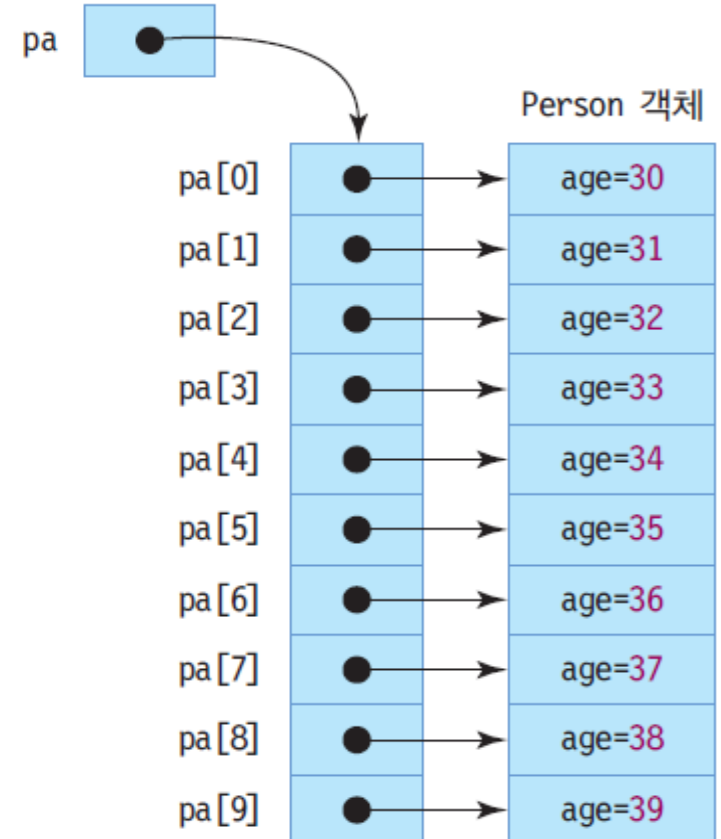 pa
Person 객체
pa[0] age=30
pa[1] age=31
pa[2] age=32
pa[3] age=33
pa[4] age=34
pa[5] age=35
pa[6] age=36
pa[7] age=37
pa[8] age=38
pa[9] age=39